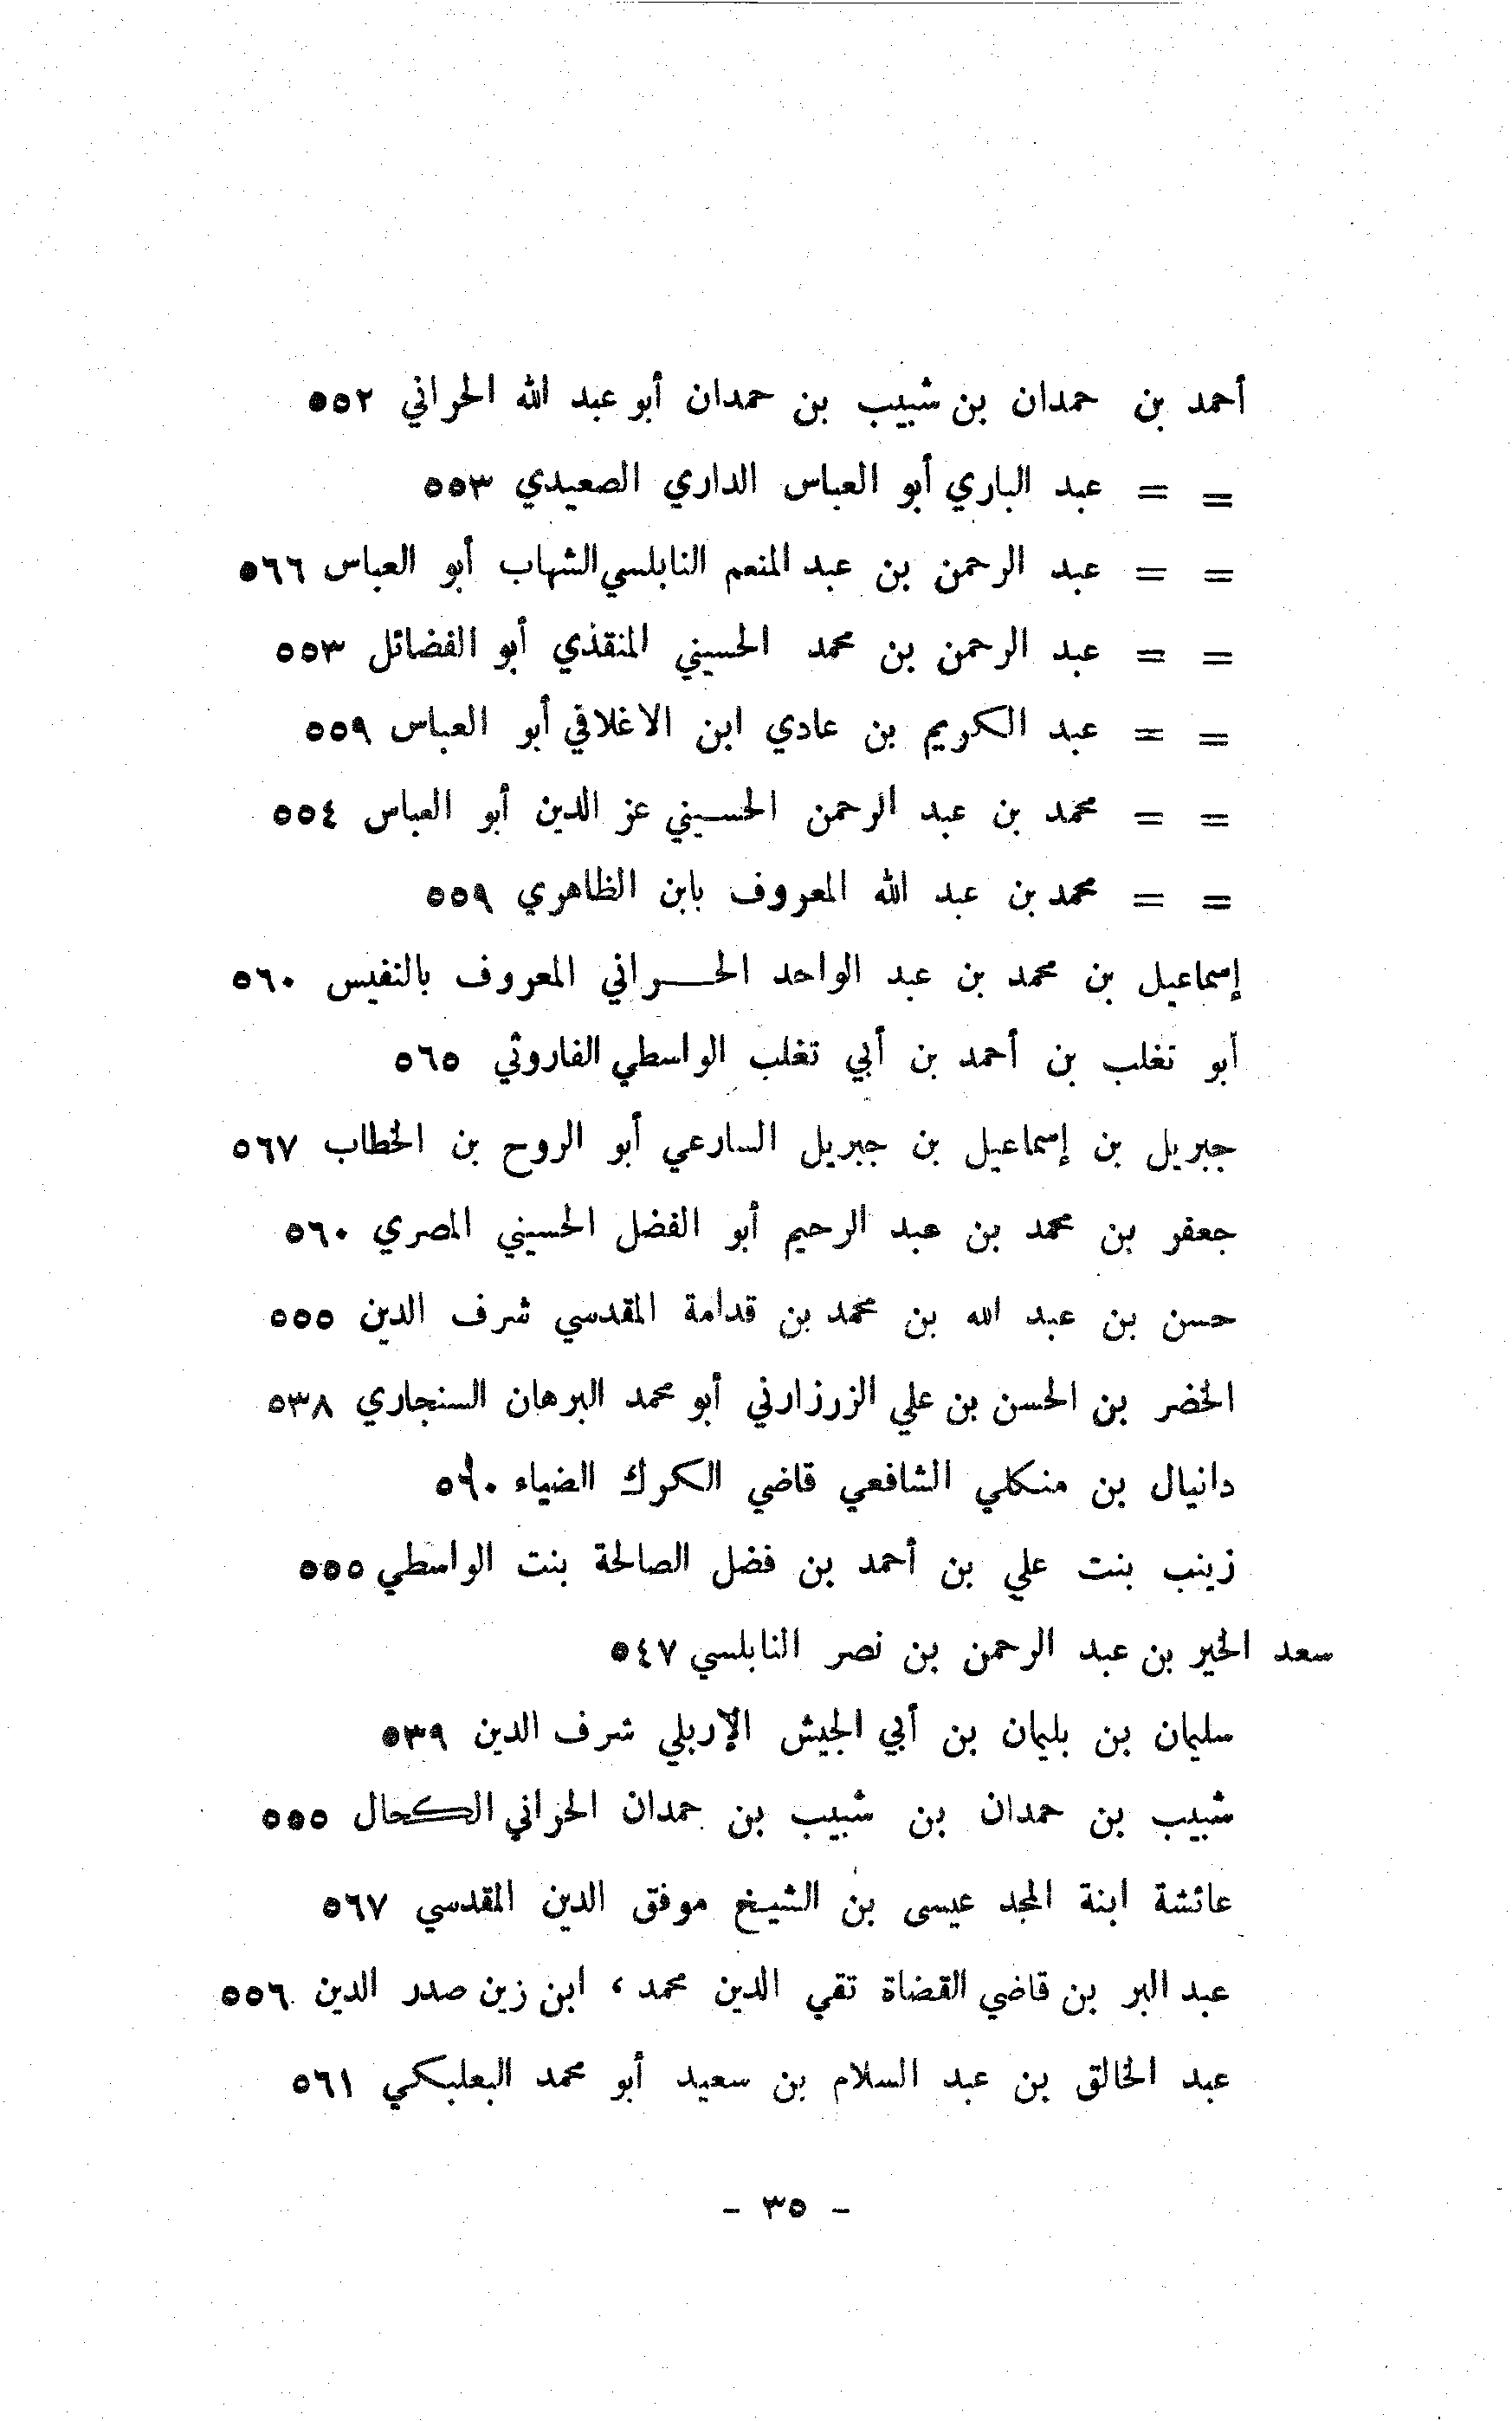 أحمد بن حمدان بن شبيب بن حمدان أبو عبد الله الحراني ٥٥٢
= = عبد الباري أبو العباس الداري الصعيدي ٥٥٣
= = عبد الرحمن بن عبد المنعم النابلسي الشهاب أبو العباس ٥٦٦
= = عبد الرحمن بن محمد الحسيني المنقذي أبو الفضائل ٥٥٣
= = عبد الكريم بن عادي ابن الاغلاقي أبو العباس ٥٥٩
= = محمد بن عبد الرحمن الحسيني عز الدين أبو العباس ٥٥٤
= = محمد بن عبد الله المعروف بابن الظاهري ٥٥٩
إسماعيل بن محمد بن عبد الواحد الحراني المعروف بالنفيس ٥٦٠
أبو تغلب بن أحمد بن أبي تغلب الواسطي الفاروثي ٥٦٥
جبريل بن إسماعيل بن جبريل السارعي أبو الروح بن الخطاب ٥٦٧
جعفر بن محمد بن عبد الرحيم أبو الفضل الحسيني المصري ٥٦٠
حسن بن عبد الله بن محمد بن قدامة المقدسي شرف الدين ٥٥٥
الخضر بن الحسن بن علي الزرزارني أبو محمد البرهان السنجاري ٥٣٨
دانيال بن منكلي الشافعي قاضي الكرك الضياء ٥٦٠
زينب بنت علي بن أحمد بن فضل الصالحة بنت الواسطي ٥٥٥
سعد الخير بن عبد الرحمن بن نصر النابلسي ٥٤٧
سليمان بن بليمان بن أبي الجيش الإربلي شرف الدين ٥٣٩
شبيب بن حمدان بن شبيب بن حمدان الحراني الكحال ٥٥٥
عائشة ابنة المجد عيسى بن الشيخ موفق الدين المقدسي ٥٦٧
عبد البر بن قاضي القضاة تقي الدين محمد ، ابن زين صدر الدين ٥٥٦
عبد الخالق بن عبد السلام بن سعيد أبو محمد البعلبكي ٥٦١
- ٣٥ -